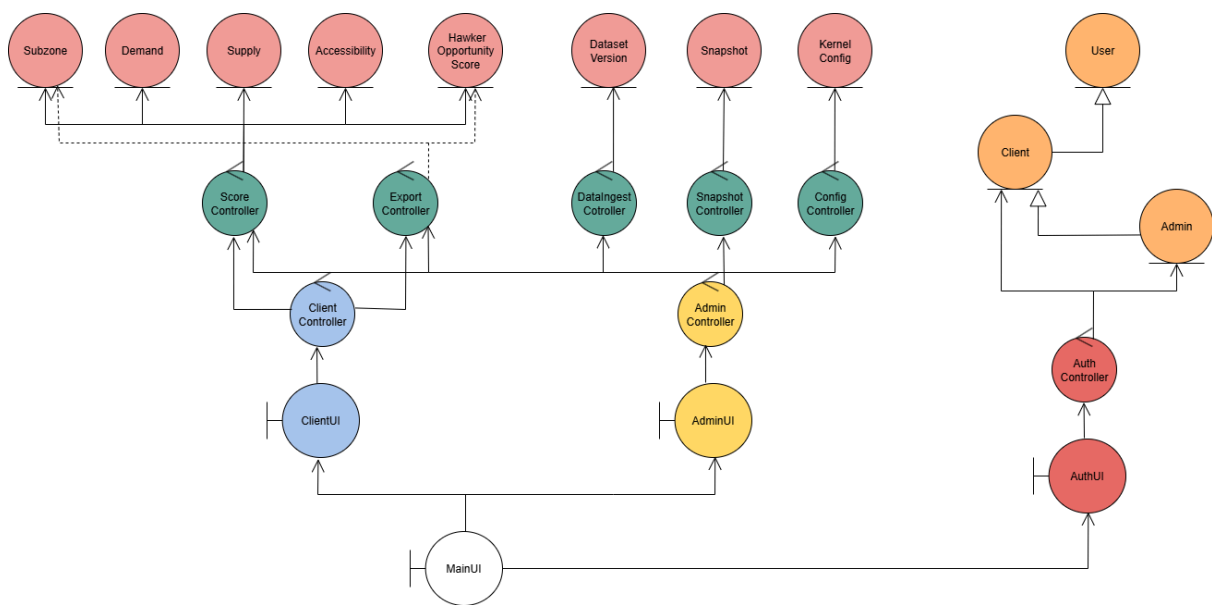 Subzone
Demand
Supply
Accessibility
Hawker
Opportunity
Score
Dataset
Version
Snapshot
Kernel
Config
User
Client
Score
Controller
Export
Controller
DataIngest
Cotroller
Snapshot
Controller
Config
Controller
Admin
Client
Controller
Admin
Controller
Auth
Controller
ClientUI
AdminUI
AuthUI
MainUI